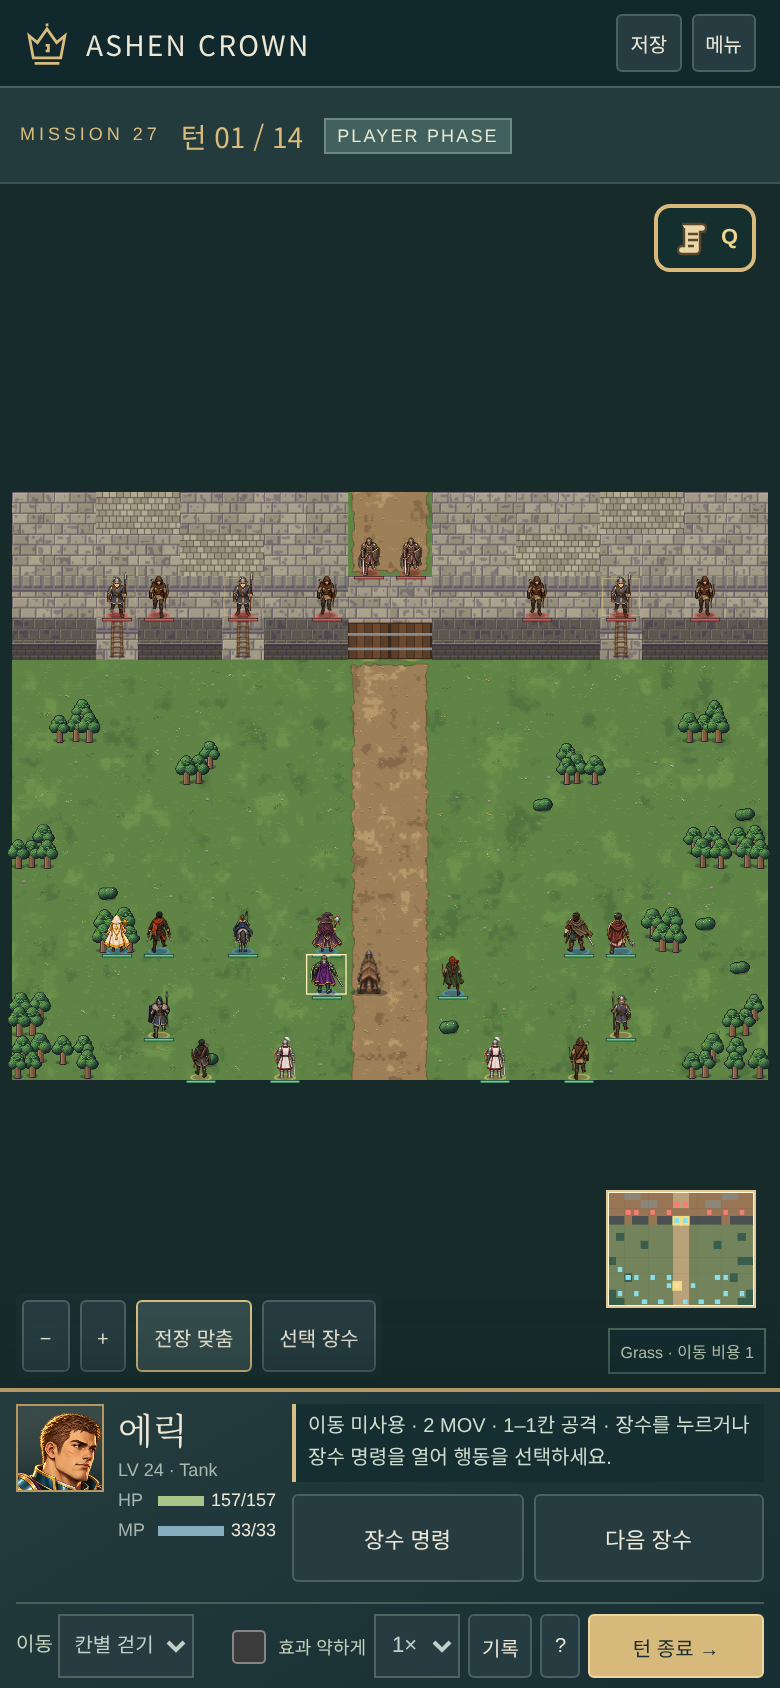 ASHEN CROWN
저장
메뉴
MISSION 27
턴 01 / 14
PLAYER PHASE
Q
−
+
전장 맞춤
선택 장수
Grass · 이동 비용 1
에릭
LV 24 · Tank
HP 157/157
MP 33/33
이동 미사용 · 2 MOV · 1–1칸 공격 · 장수를 누르거나
장수 명령을 열어 행동을 선택하세요.
장수 명령
다음 장수
이동
칸별 걷기
효과 약하게
1×
기록
?
턴 종료 →